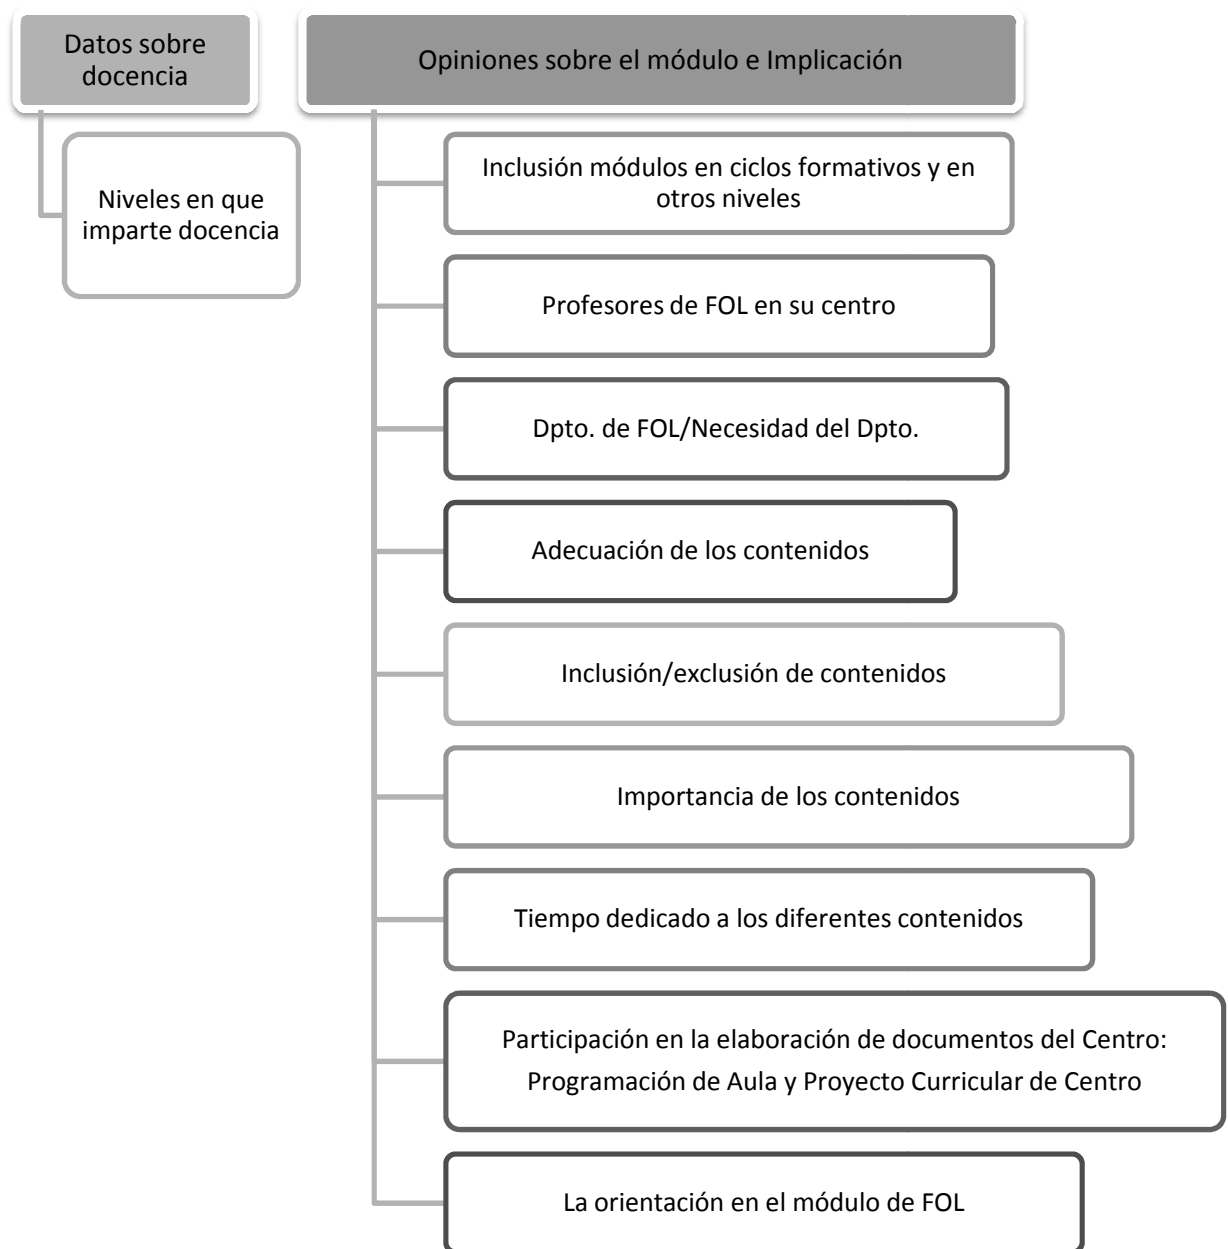 Datos sobre
docencia
Niveles en que
imparte docencia
Opiniones sobre el módulo e Implicación
Inclusión módulos en ciclos formativos y en
otros niveles
Profesores de FOL en su centro
Dpto. de FOL/Necesidad del Dpto.
Adecuación de los contenidos
Inclusión/exclusión de contenidos
Importancia de los contenidos
Tiempo dedicado a los diferentes contenidos
Participación en la elaboración de documentos del Centro:
Programación de Aula y Proyecto Curricular de Centro
La orientación en el módulo de FOL